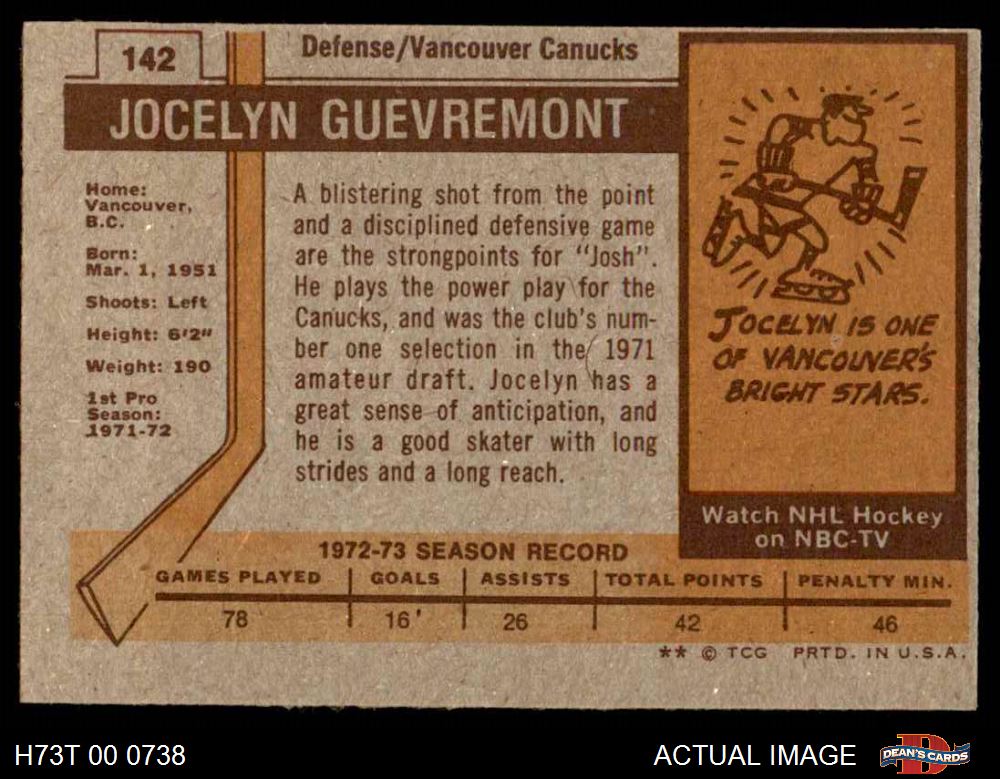 142
Defense/Vancouver Canucks
JOCELYN GUEVREMONT
Home:
Vancouver,
B.C.
Born:
Mar. 1, 1951
Shoots: Left
Height: 6'2"
Weight: 190
1st Pro
Season:
1971-72
A blistering shot from the point
and a disciplined defensive game
are the strongpoints for "Josh".
He plays the power play for the
Canucks, and was the club's num-
ber one selection in the 1971
amateur draft. Jocelyn has a
great sense of anticipation, and
he is a good skater with long
strides and a long reach.
JOCELYN IS ONE
OF VANCOUVER'S
BRIGHT STARS.
Watch NHL Hockey
on NBC-TV
1972-73 SEASON RECORD
GAMES PLAYED GOALS ASSISTS TOTAL POINTS PENALTY MIN.
78 16 26 42 46
** © TCG PRTD. IN U.S.A.
H73T 00 0738 ACTUAL IMAGE DEAN'S CARDS